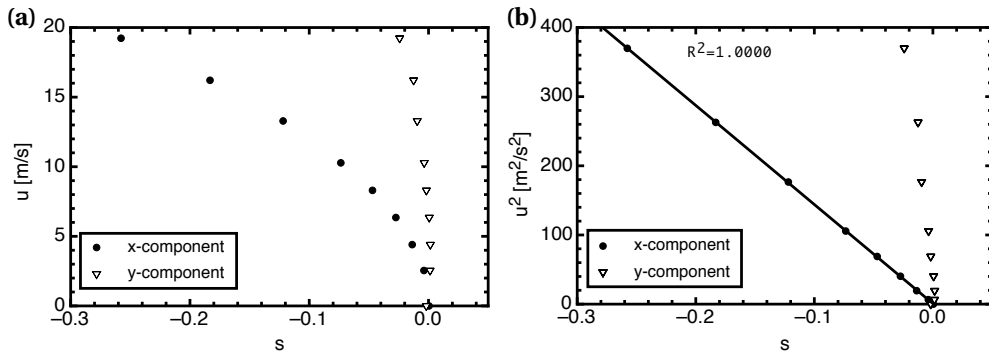 (a)
20
15
10
5
0
u [m/s]
x-component
y-component
−0.3
−0.2
−0.1
0.0
s
(b)
400
300
200
100
0
u² [m²/s²]
R²=1.0000
x-component
y-component
−0.3
−0.2
−0.1
0.0
s